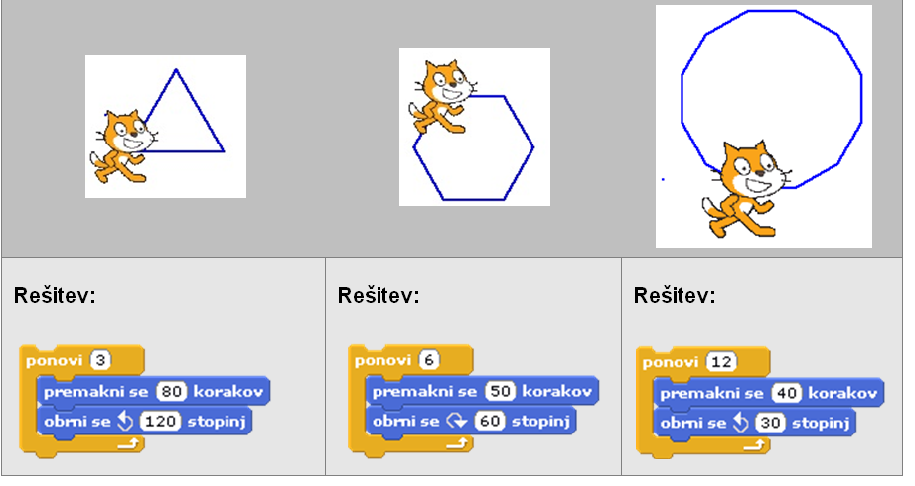 Rešitev:
ponovi 3
premakni se 80 korakov
obrni se 120 stopinj
Rešitev:
ponovi 6
premakni se 50 korakov
obrni se 60 stopinj
Rešitev:
ponovi 12
premakni se 40 korakov
obrni se 30 stopinj